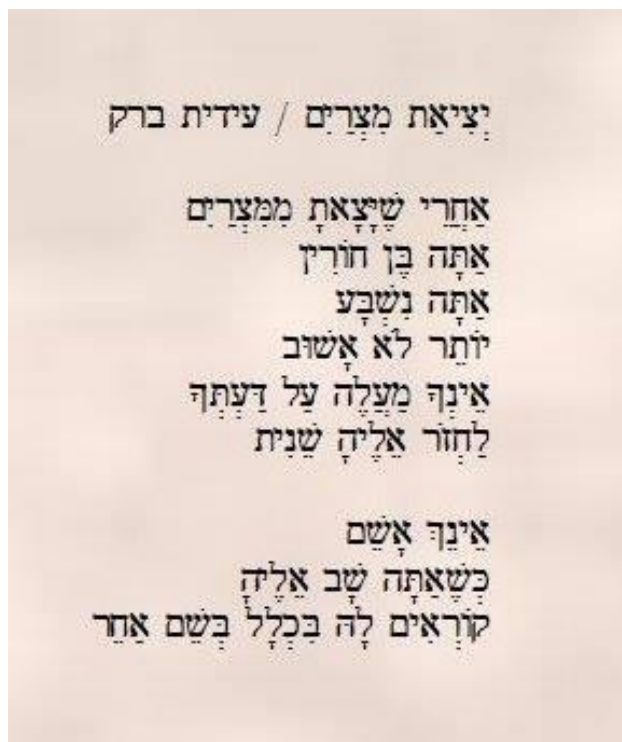 יְצִיאַת מִצְרַיִם / עידית ברק
אַחֲרֵי שֶׁיָּצָאתָ מִמִּצְרַיִם
אַתָּה בֶּן חוֹרִין
אַתָּה נִשְׁבָּע
יוֹתֵר לֹא אָשׁוּב
אֵינְךָ מַעֲלֶה עַל דַּעְתְּךָ
לַחְזֹר אֵלֶיהָ שֵׁנִית
אֵינְךָ אָשֵׁם
כְּשֶׁאַתָּה שָׁב אֵלֶיהָ
קוֹרְאִים לָהּ בִּכְלָל בְּשֵׁם אַחֵר